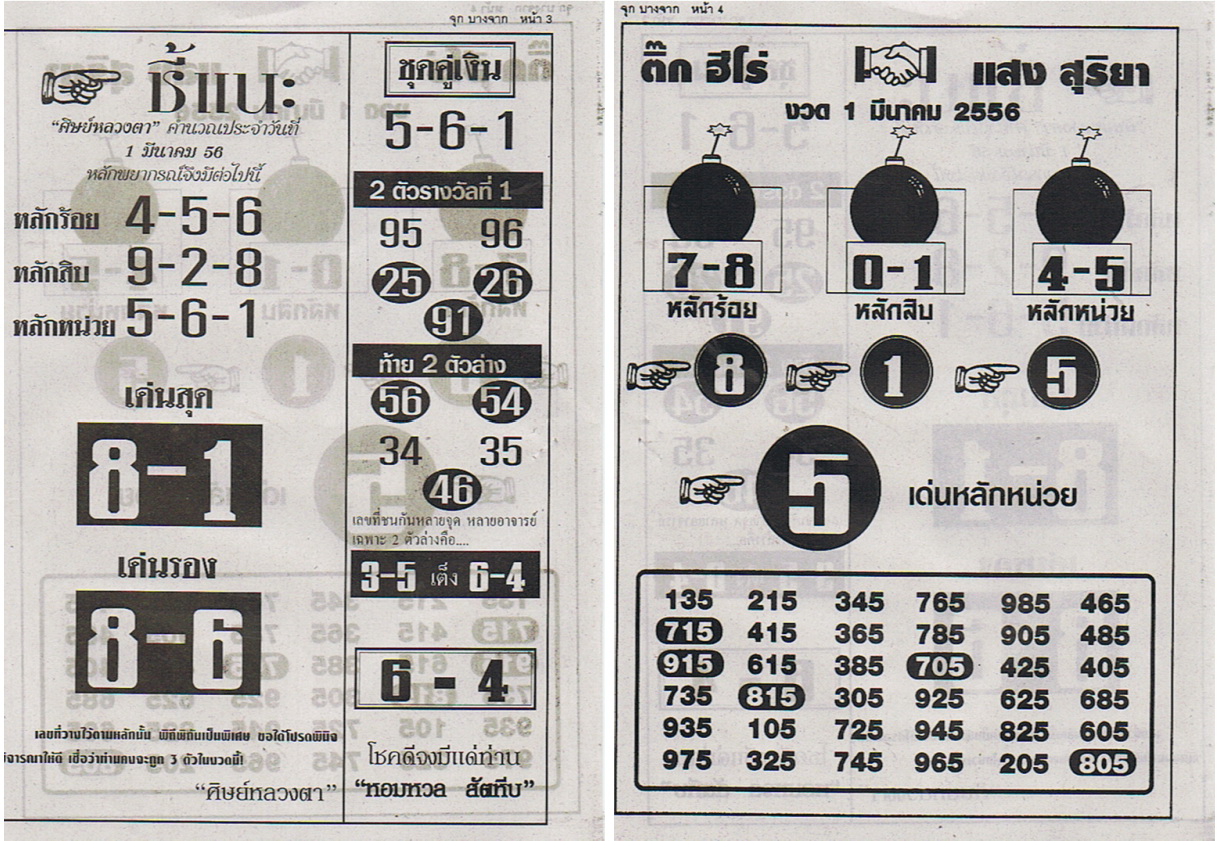 จุก บางจาก หน้า 3
ชี้แนะ
“ศิษย์หลวงตา” คำนวณประจำวันที่
1 มีนาคม 56
หลักพยากรณ์จึงมีต่อไปนี้
หลักร้อย 4-5-6
หลักสิบ 9-2-8
หลักหน่วย 5-6-1
เด่นสุด
8-1
เด่นรอง
8-6
เลขที่วางไว้ตามหลักนั้น พิถีพิถันเป็นพิเศษ ขอได้โปรดพินิจ
จารณาให้ดี เชื่อว่าท่านคงจะถูก 3 ตัวในงวดนี้!
“ศิษย์หลวงตา”
ชุดคู่เงิน
5-6-1
2 ตัวรางวัลที่ 1
95 96
25 26
91
ท้าย 2 ตัวล่าง
56 54
34 35
46
เลขที่ชนกันหลายจุด หลายอาจารย์
เฉพาะ 2 ตัวล่างคือ....
3-5 เต็ง 6-4
6 - 4
โชคดีจงมีแด่ท่าน
“หอมหวล สัตหีบ”
จุก บางจาก หน้า 4
ติ๊ก ฮีโร่ แสง สุริยา
งวด 1 มีนาคม 2556
7-8 0-1 4-5
หลักร้อย หลักสิบ หลักหน่วย
8 1 5
5 เด่นหลักหน่วย
135 215 345 765 985 465
715 415 365 785 905 485
915 615 385 705 425 405
735 815 305 925 625 685
935 105 725 945 825 605
975 325 745 965 205 805